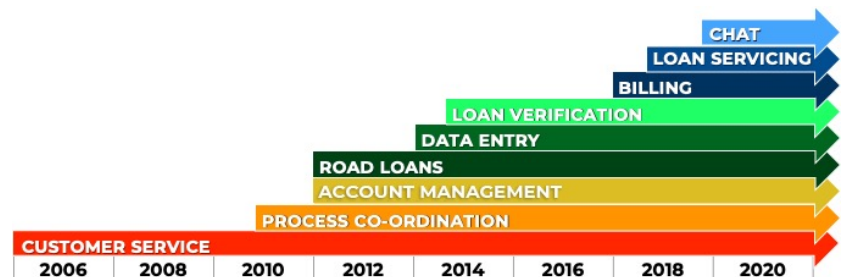 CHAT
LOAN SERVICING
BILLING
LOAN VERIFICATION
DATA ENTRY
ROAD LOANS
ACCOUNT MANAGEMENT
PROCESS CO-ORDINATION
CUSTOMER SERVICE
2006 2008 2010 2012 2014 2016 2018 2020